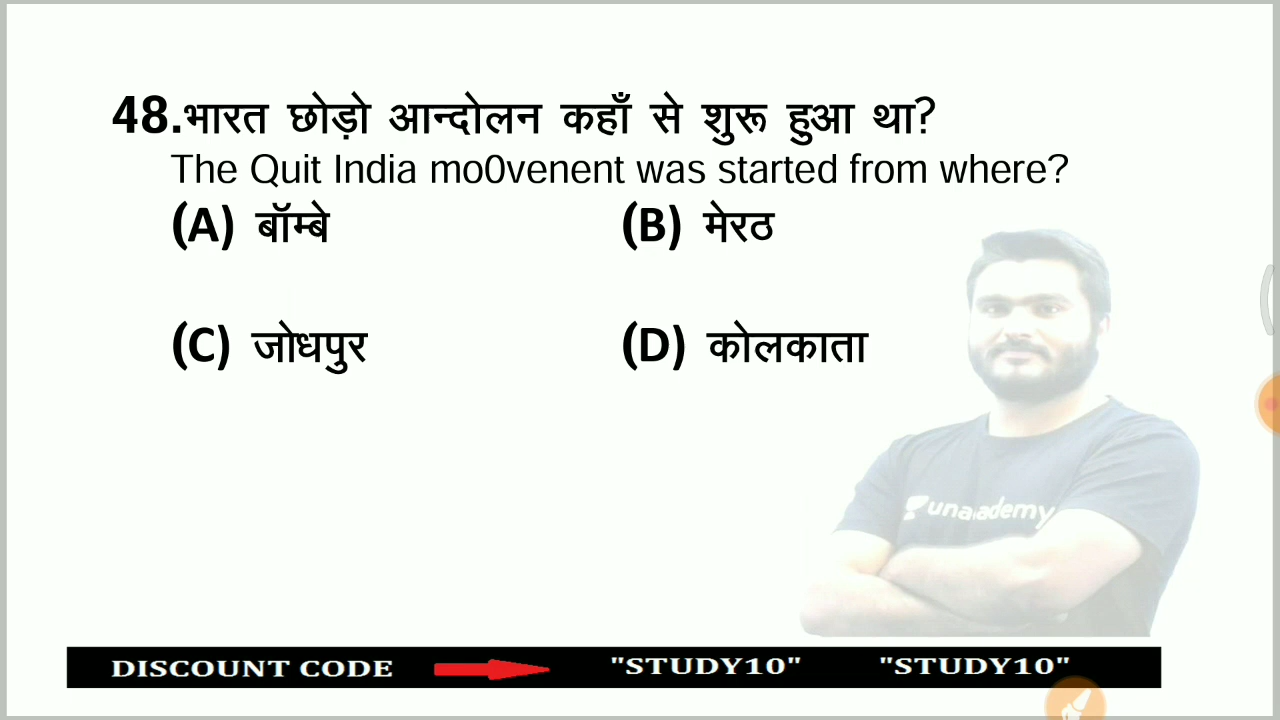 48.भारत छोड़ो आन्दोलन कहाँ से शुरू हुआ था?
The Quit India mo0venent was started from where?
(A) बॉम्बे (B) मेरठ
(C) जोधपुर (D) कोलकाता
unacademy
DISCOUNT CODE "STUDY10" "STUDY10"